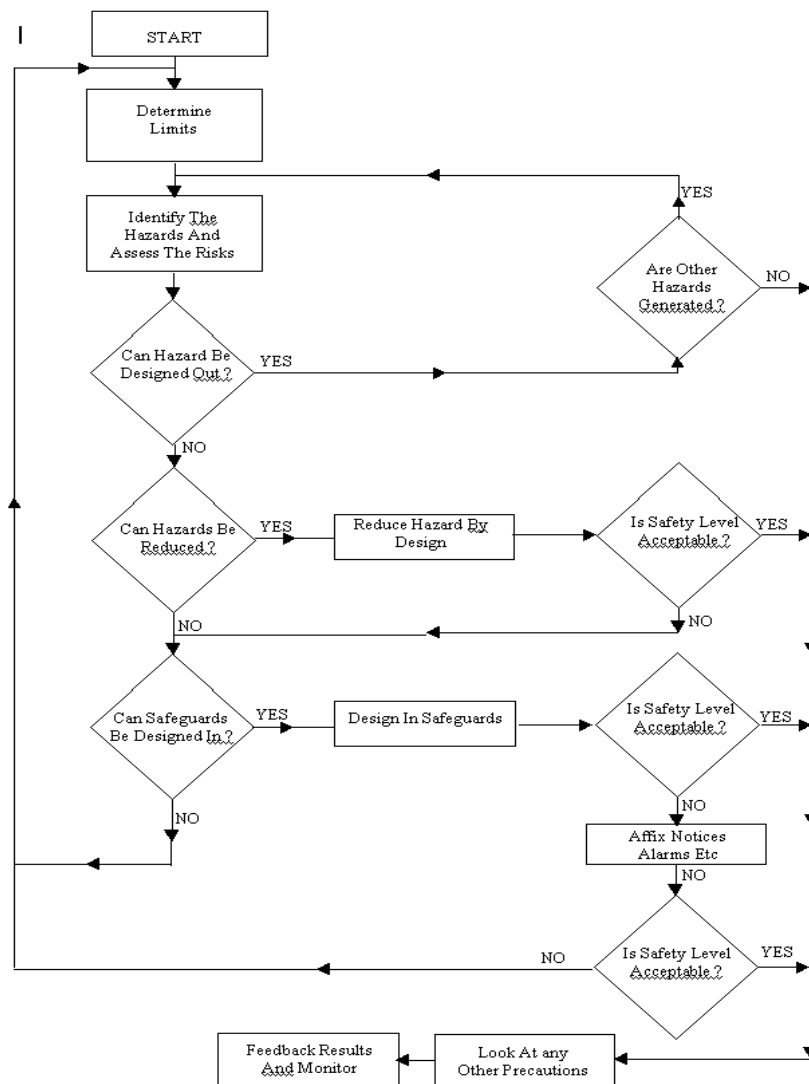 I
START
Determine
Limits
YES
Identify The
Hazards And
Assess The Risks
Are Other
Hazards
Generated ?
NO
Can Hazard Be
Designed Out ?
YES
NO
Can Hazards Be
Reduced ?
YES
Reduce Hazard By
Design
Is Safety Level
Acceptable ?
YES
NO
NO
Can Safeguards
Be Designed In ?
YES
Design In Safeguards
Is Safety Level
Acceptable ?
YES
NO
NO
Affix Notices
Alarms Etc
NO
Is Safety Level
Acceptable ?
NO
YES
Feedback Results
And Monitor
Look At any
Other Precautions